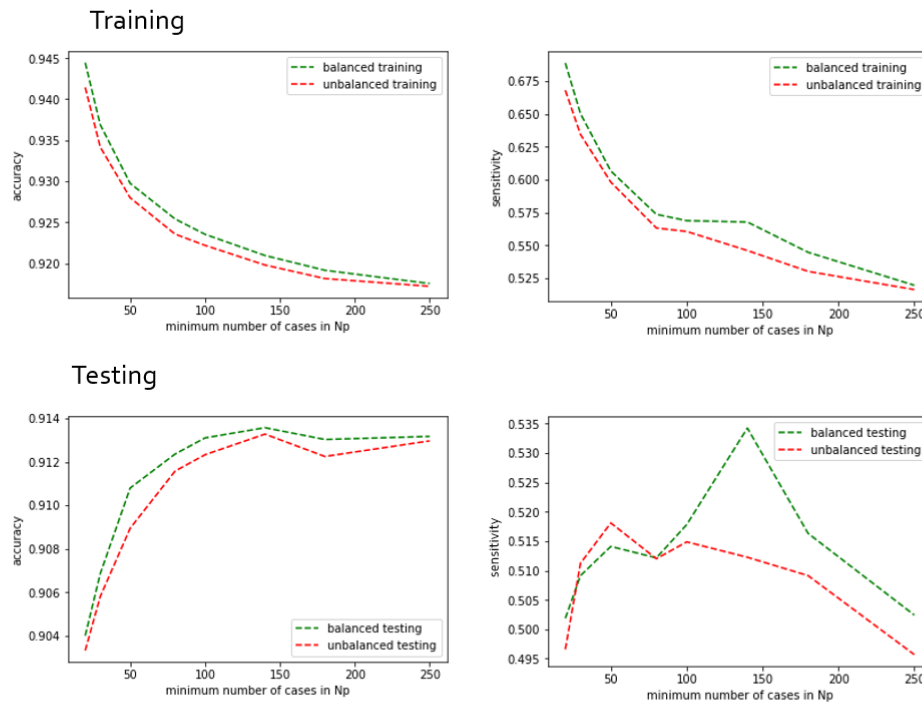 Training
0.945
0.940
0.935
0.930
0.925
0.920
accuracy
balanced training
unbalanced training
50
100
150
200
250
minimum number of cases in Np
0.675
0.650
0.625
0.600
0.575
0.550
0.525
sensitivity
balanced training
unbalanced training
50
100
150
200
250
minimum number of cases in Np
Testing
0.914
0.912
0.910
0.908
0.906
0.904
accuracy
balanced testing
unbalanced testing
50
100
150
200
250
minimum number of cases in Np
0.535
0.530
0.525
0.520
0.515
0.510
0.505
0.500
0.495
sensitivity
balanced testing
unbalanced testing
50
100
150
200
250
minimum number of cases in Np